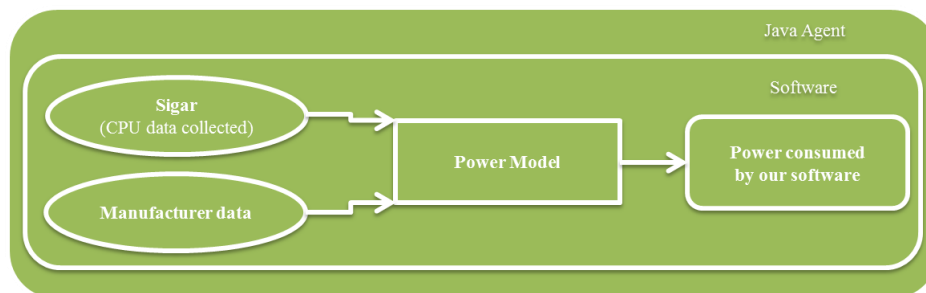 Java Agent
Software
Sigar
(CPU data collected)
Manufacturer data
Power Model
Power consumed
by our software